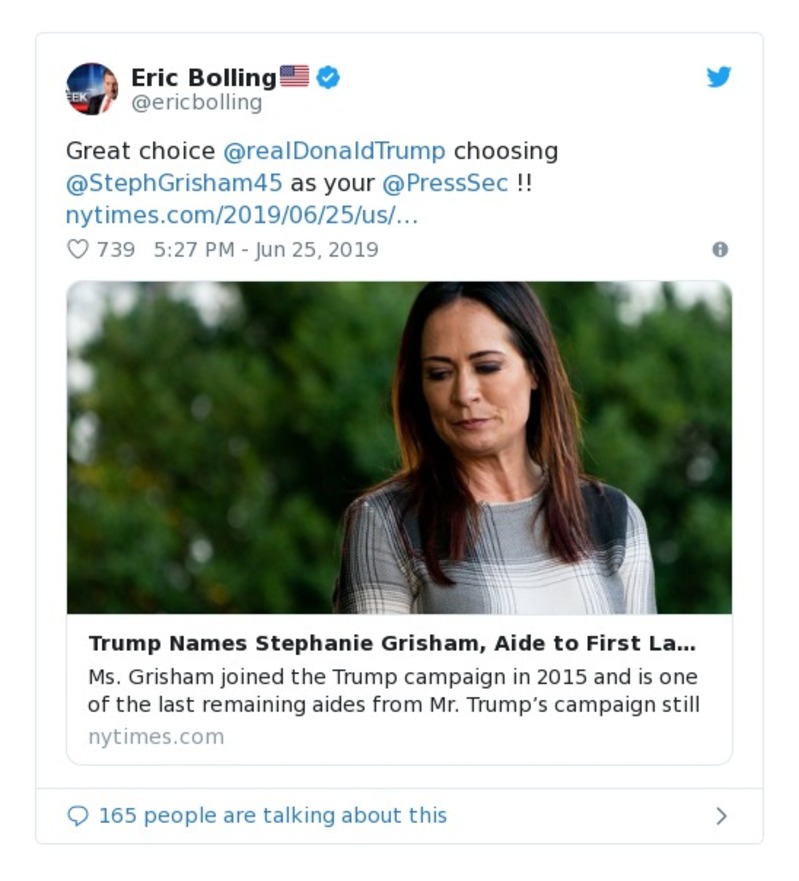 Eric Bolling🇺🇸
@ericbolling
Great choice @realDonaldTrump choosing
@StephGrisham45 as your @PressSec !!
nytimes.com/2019/06/25/us/…
739 5:27 PM - Jun 25, 2019
Trump Names Stephanie Grisham, Aide to First La…
Ms. Grisham joined the Trump campaign in 2015 and is one
of the last remaining aides from Mr. Trump’s campaign still
nytimes.com
165 people are talking about this